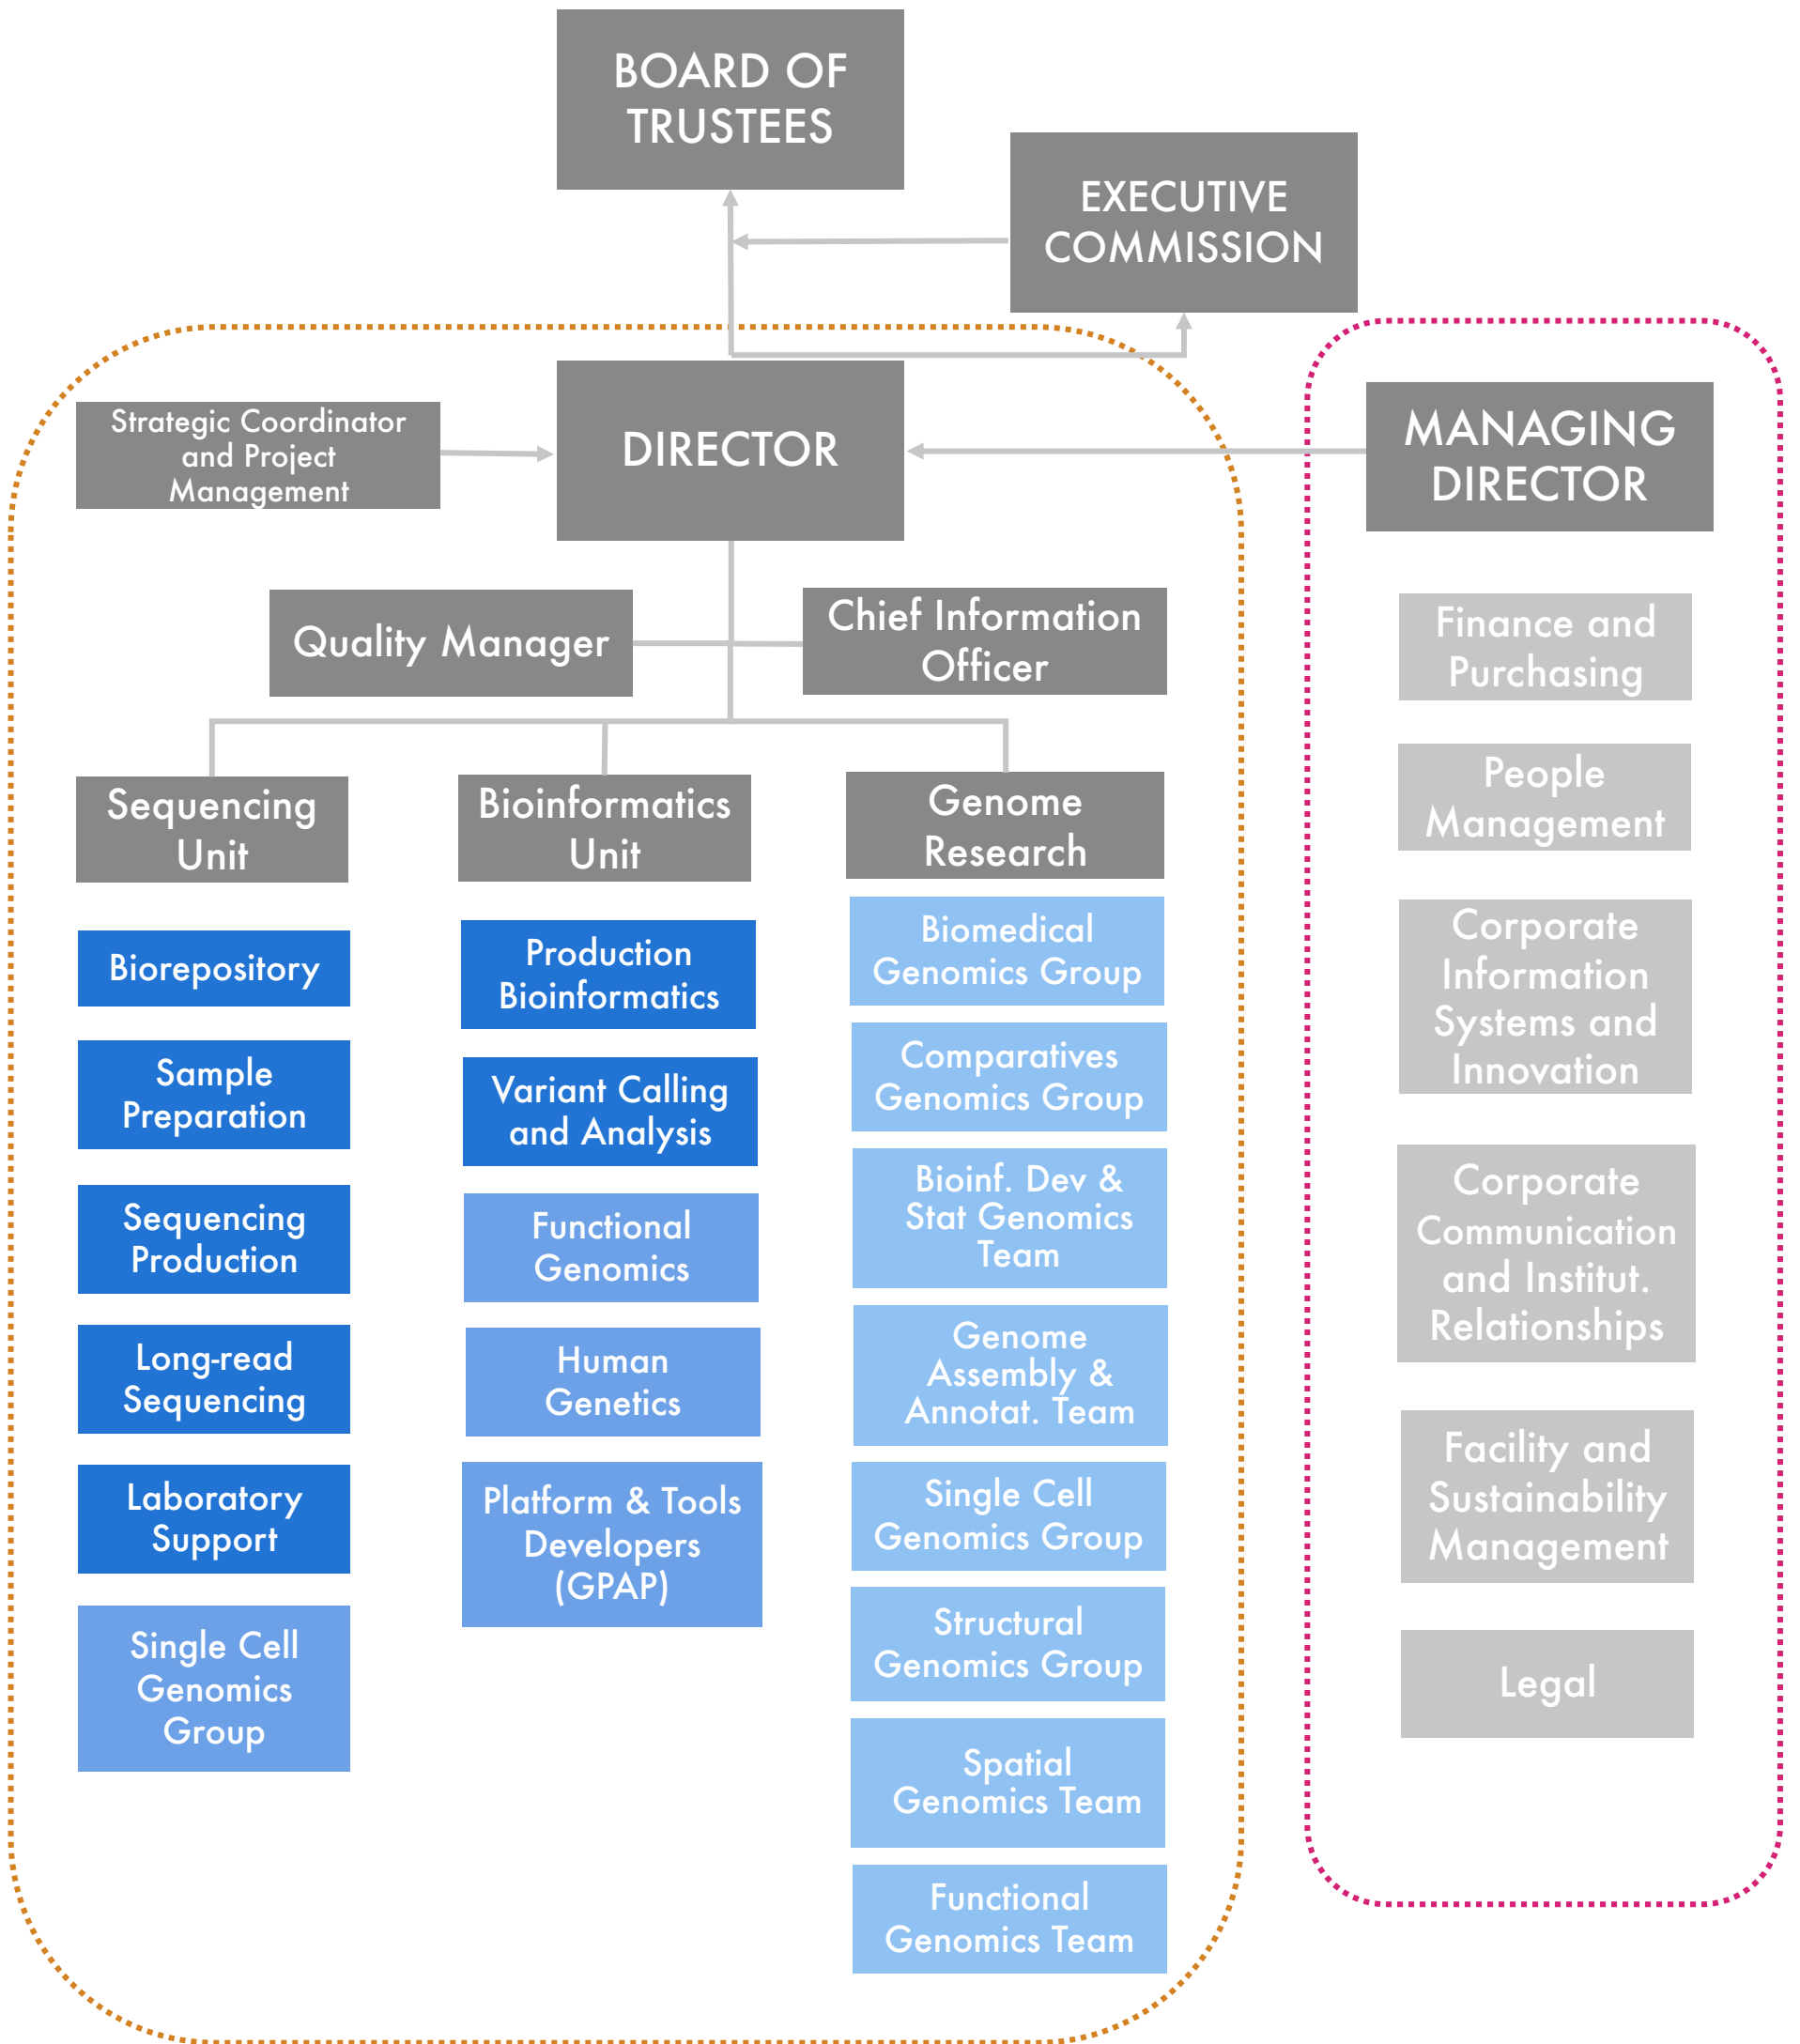 BOARD OF
TRUSTEES
EXECUTIVE
COMMISSION
Strategic Coordinator
and Project
Management
DIRECTOR
MANAGING
DIRECTOR
Quality Manager
Chief Information
Officer
Sequencing
Unit
Biorepository
Sample
Preparation
Sequencing
Production
Long-read
Sequencing
Laboratory
Support
Single Cell
Genomics
Group
Bioinformatics
Unit
Production
Bioinformatics
Variant Calling
and Analysis
Functional
Genomics
Human
Genetics
Platform & Tools
Developers
(GPAP)
Genome
Research
Biomedical
Genomics Group
Comparatives
Genomics Group
Bioinf. Dev &
Stat Genomics
Team
Genome
Assembly &
Annotat. Team
Single Cell
Genomics Group
Structural
Genomics Group
Spatial
Genomics Team
Functional
Genomics Team
Finance and
Purchasing
People
Management
Corporate
Information
Systems and
Innovation
Corporate
Communication
and Institut.
Relationships
Facility and
Sustainability
Management
Legal